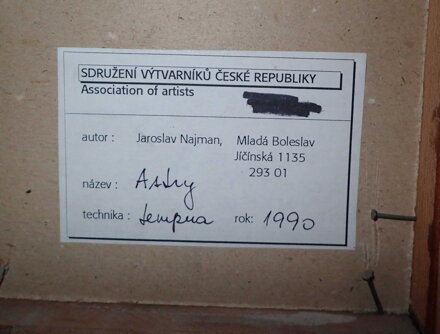 SDRUŽENÍ VÝTVARNÍKŮ ČESKÉ REPUBLIKY
Association of artists
autor : Jaroslav Najman, Mladá Boleslav
Jíčínská 1135
293 01
název : Astry
technika : tempera rok: 1990